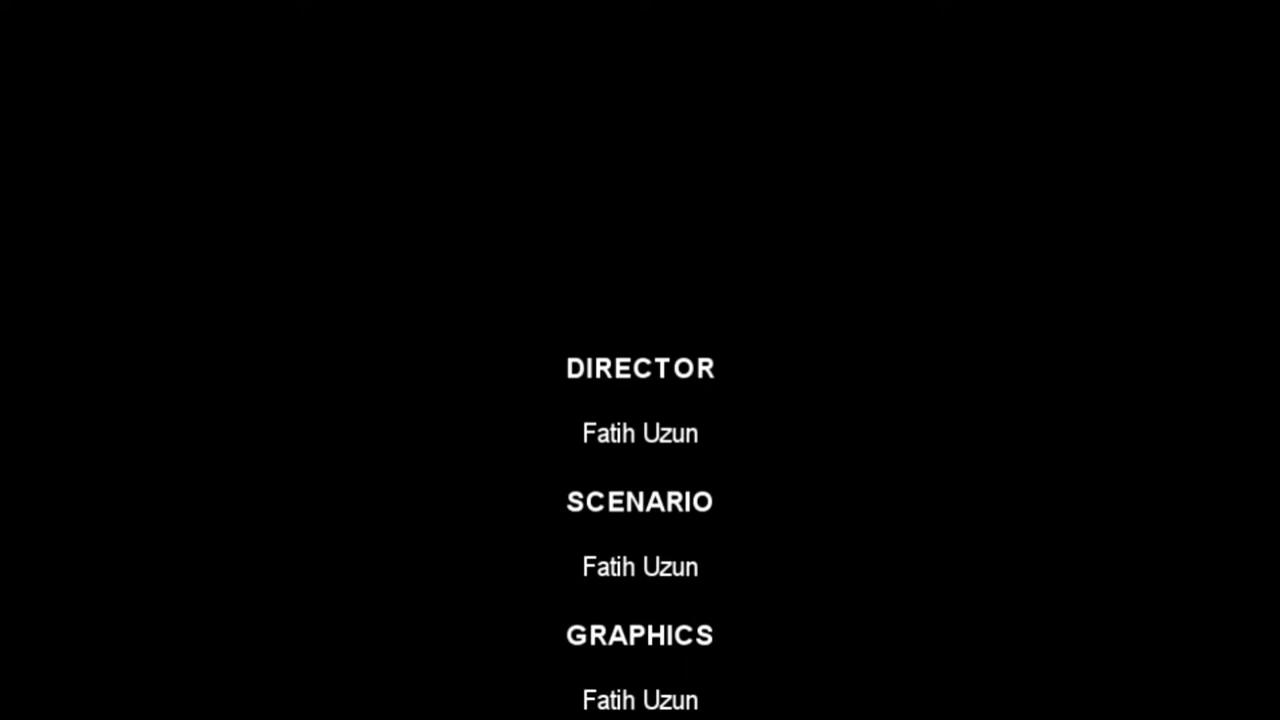 DIRECTOR
Fatih Uzun
SCENARIO
Fatih Uzun
GRAPHICS
Fatih Uzun